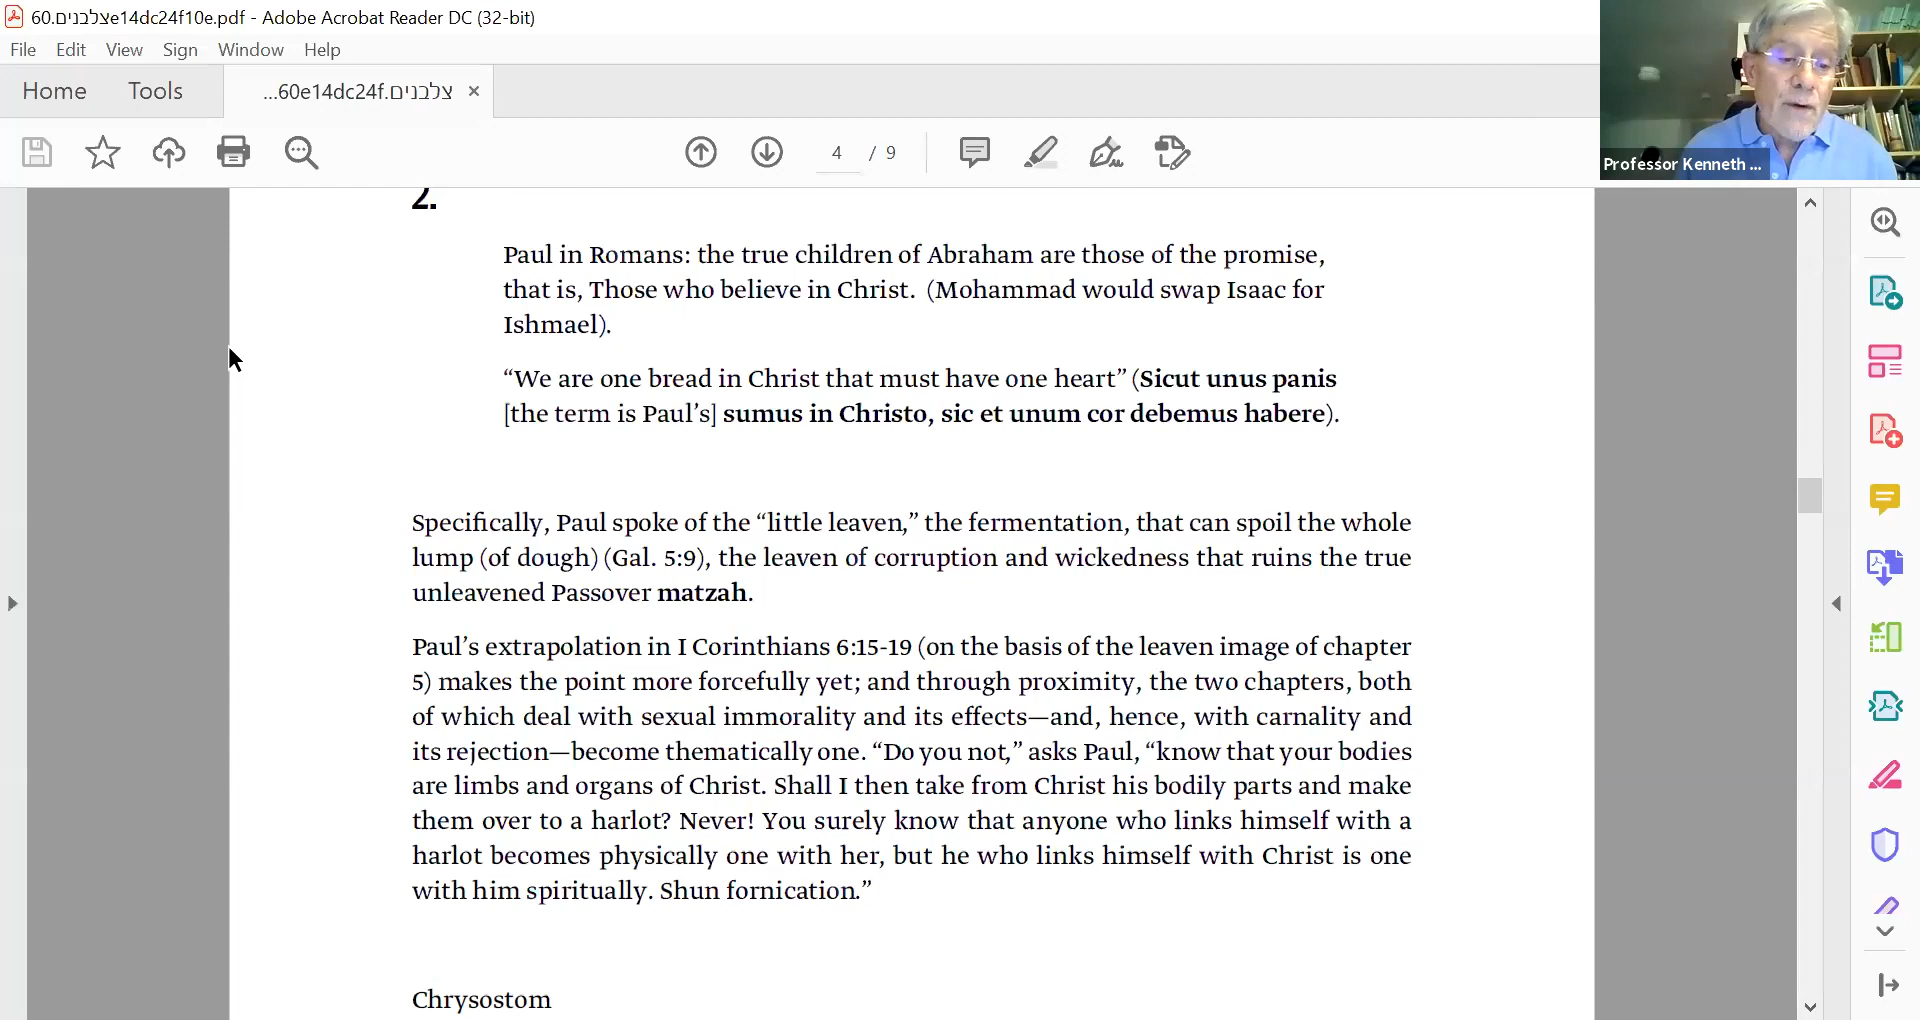 60.צלבניםe14dc24f10e.pdf - Adobe Acrobat Reader DC (32-bit)
File Edit View Sign Window Help
Home Tools ...60e14dc24f.צלבנים ×
4 / 9
Professor Kenneth ...
2.
Paul in Romans: the true children of Abraham are those of the promise,
that is, Those who believe in Christ. (Mohammad would swap Isaac for
Ishmael).
“We are one bread in Christ that must have one heart” (Sicut unus panis
[the term is Paul’s] sumus in Christo, sic et unum cor debemus habere).
Specifically, Paul spoke of the “little leaven,” the fermentation, that can spoil the whole
lump (of dough) (Gal. 5:9), the leaven of corruption and wickedness that ruins the true
unleavened Passover matzah.
Paul’s extrapolation in I Corinthians 6:15-19 (on the basis of the leaven image of chapter
5) makes the point more forcefully yet; and through proximity, the two chapters, both
of which deal with sexual immorality and its effects—and, hence, with carnality and
its rejection—become thematically one. “Do you not,” asks Paul, “know that your bodies
are limbs and organs of Christ. Shall I then take from Christ his bodily parts and make
them over to a harlot? Never! You surely know that anyone who links himself with a
harlot becomes physically one with her, but he who links himself with Christ is one
with him spiritually. Shun fornication.”
Chrysostom